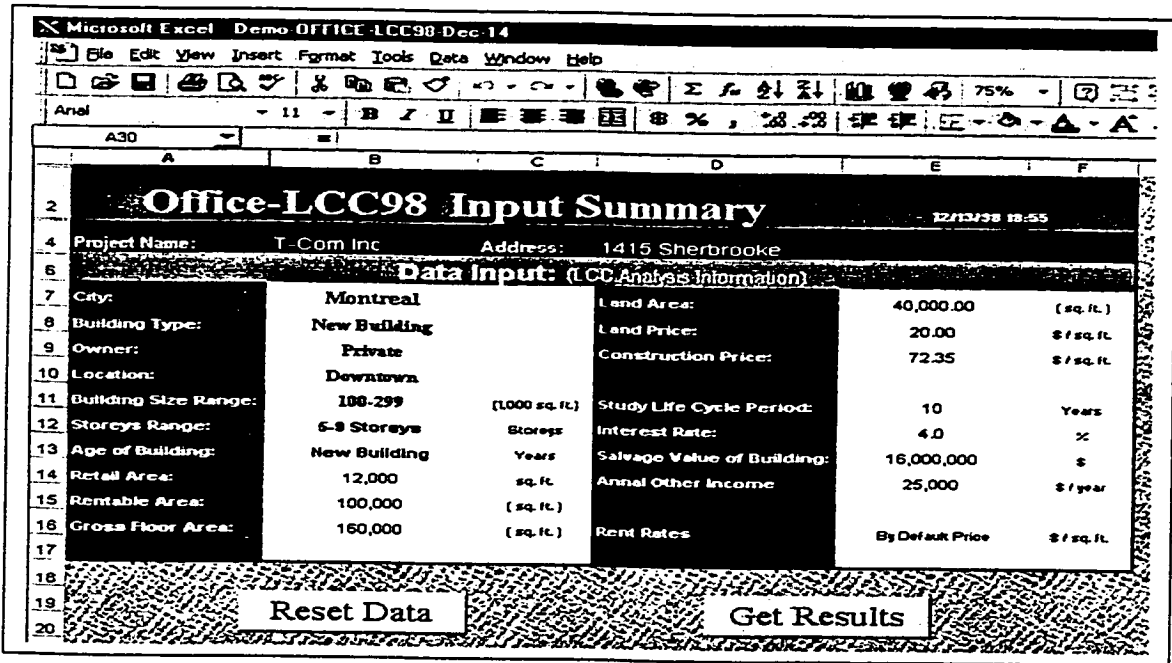 Microsoft Excel Demo-OFFICE-LCC98-Dec-14
File Edit View Insert Format Tools Data Window Help
75%
Arial 11 B I U $ % ,
A30 =
A B C D E F
2 Office-LCC98 Input Summary 12/13/98 18:55
4 Project Name: T-Com Inc Address: 1415 Sherbrooke
6 Data Input: (LCC Analysis Information)
7 City: Montreal Land Area: 40,000.00 (sq.ft.)
8 Building Type: New Building Land Price: 20.00 $/sq.ft.
9 Owner: Private Construction Price: 72.35 $/sq.ft.
10 Location: Downtown
11 Building Size Range: 100-299 (1,000 sq.ft.) Study Life Cycle Period: 10 Years
12 Storeys Range: 6-8 Storeys Storeys Interest Rate: 4.0 %
13 Age of Building: New Building Years Salvage Value of Building: 16,000,000 $
14 Retail Area: 12,000 sq.ft. Annal Other Income 25,000 $/year
15 Rentable Area: 100,000 (sq.ft.)
16 Gross Floor Area: 160,000 (sq.ft.) Rent Rates By Default Price $/sq.ft.
17
18
19 Reset Data Get Results
20